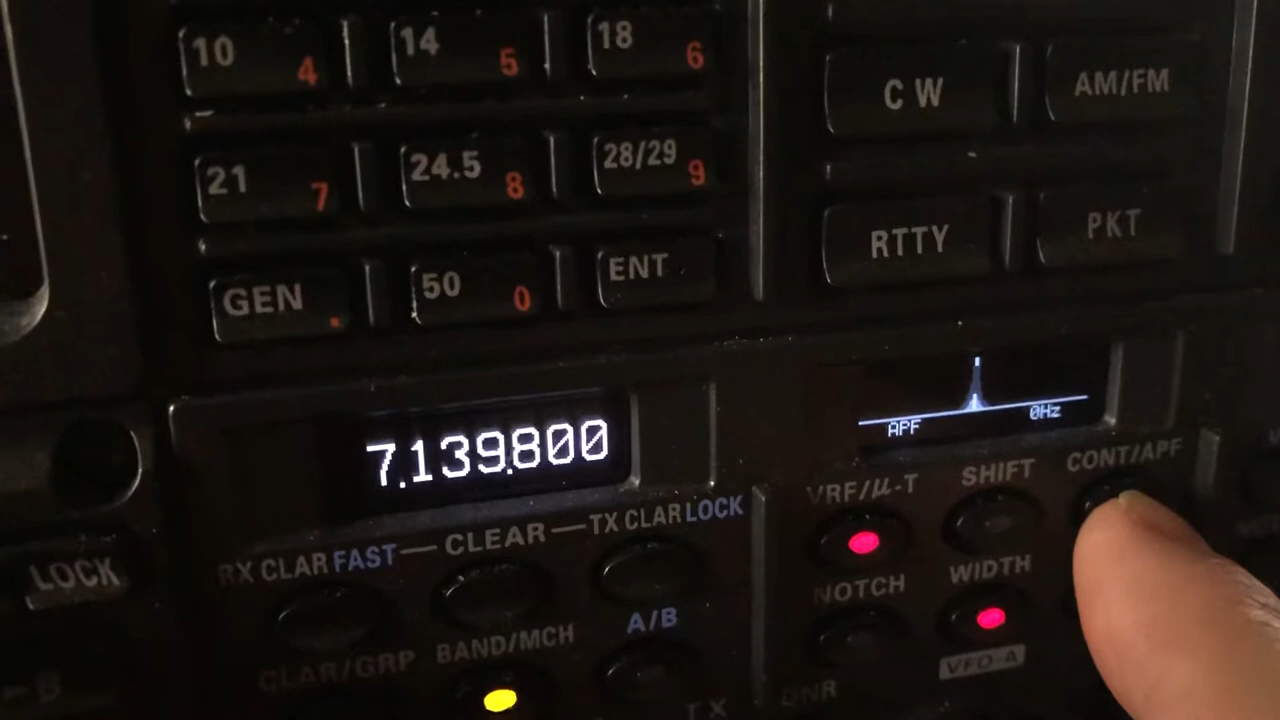 10 4 14 5 18 6
CW AM/FM
21 7 24.5 8 28/29 9
RTTY PKT
GEN . 50 0 ENT
7.139.800
APF 0Hz
VRF/μ-T SHIFT CONT/APF
RX CLAR FAST — CLEAR — TX CLAR LOCK
LOCK
NOTCH WIDTH
CLAR/GRP BAND/MCH A/B
VFO-A
DNR
TX